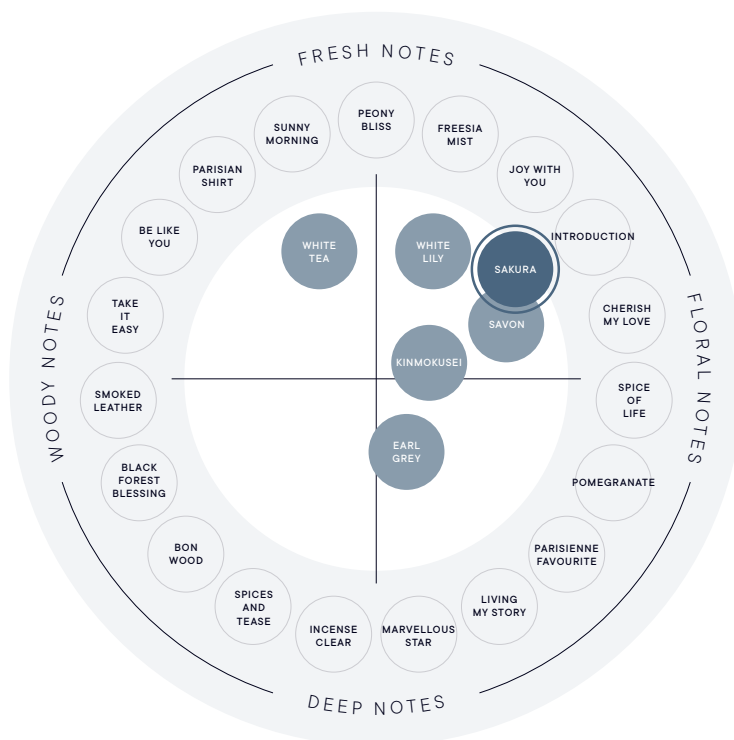 FRESH NOTES
PEONY
BLISS
SUNNY
MORNING
FREESIA
MIST
PARISIAN
SHIRT
JOY WITH
YOU
BE LIKE
YOU
INTRODUCTION
WHITE
TEA
WHITE
LILY
SAKURA
TAKE
IT
EASY
CHERISH
MY LOVE
SAVON
WOODY NOTES
FLORAL NOTES
KINMOKUSEI
SMOKED
LEATHER
SPICE
OF
LIFE
EARL
GREY
BLACK
FOREST
BLESSING
POMEGRANATE
BON
WOOD
PARISIENNE
FAVOURITE
SPICES
AND
TEASE
LIVING
MY STORY
INCENSE
CLEAR
MARVELLOUS
STAR
DEEP NOTES